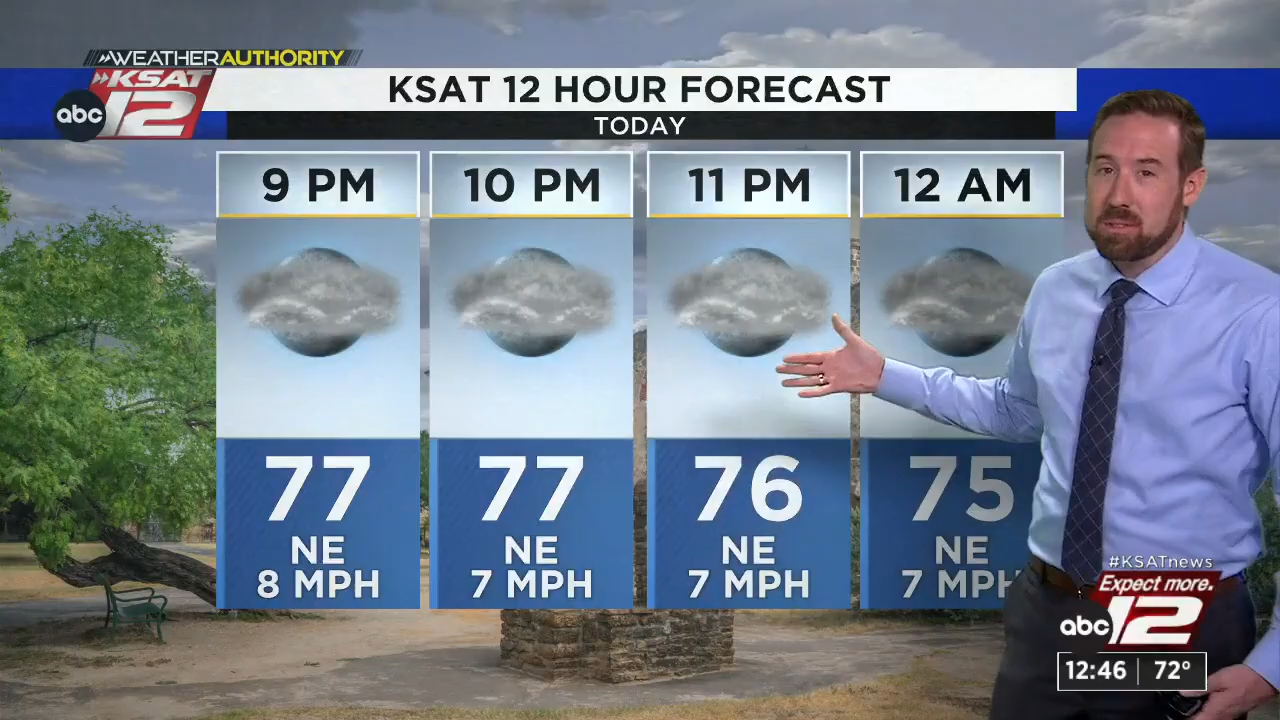 WEATHERAUTHORITY
KSAT
abc 12
KSAT 12 HOUR FORECAST
TODAY
9 PM
10 PM
11 PM
12 AM
77
77
76
75
NE
NE
NE
NE
8 MPH
7 MPH
7 MPH
7 MPH
#KSATnews
Expect more.
abc 12
12:46
72°